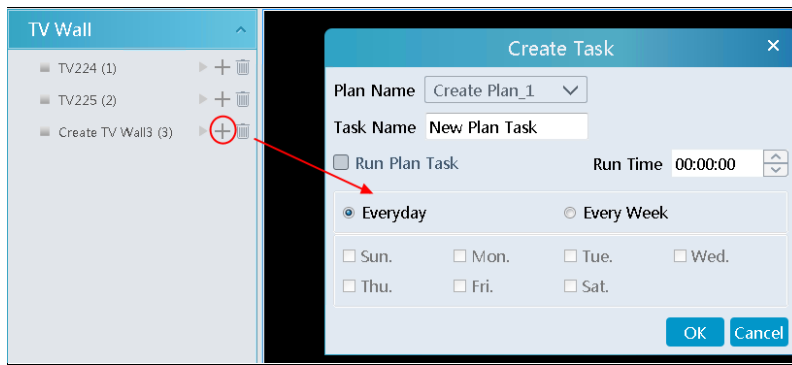 TV Wall
TV224 (1)
TV225 (2)
Create TV Wall3 (3)
Create Task
Plan Name Create Plan_1
Task Name New Plan Task
Run Plan Task Run Time 00:00:00
Everyday Every Week
Sun. Mon. Tue. Wed.
Thu. Fri. Sat.
OK Cancel